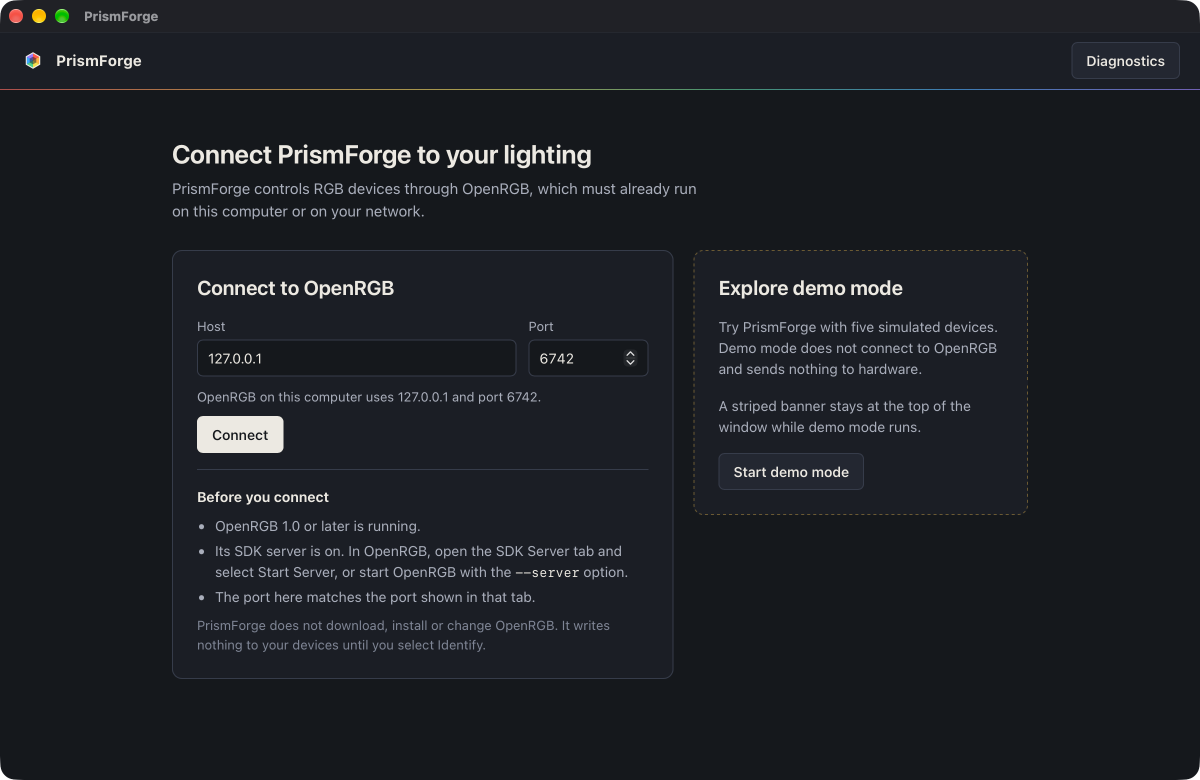 PrismForge
PrismForge
Diagnostics
Connect PrismForge to your lighting
PrismForge controls RGB devices through OpenRGB, which must already run
on this computer or on your network.
Connect to OpenRGB
Host
Port
127.0.0.1
6742
OpenRGB on this computer uses 127.0.0.1 and port 6742.
Connect
Before you connect
• OpenRGB 1.0 or later is running.
• Its SDK server is on. In OpenRGB, open the SDK Server tab and
select Start Server, or start OpenRGB with the --server option.
• The port here matches the port shown in that tab.
PrismForge does not download, install or change OpenRGB. It writes
nothing to your devices until you select Identify.
Explore demo mode
Try PrismForge with five simulated devices.
Demo mode does not connect to OpenRGB
and sends nothing to hardware.
A striped banner stays at the top of the
window while demo mode runs.
Start demo mode